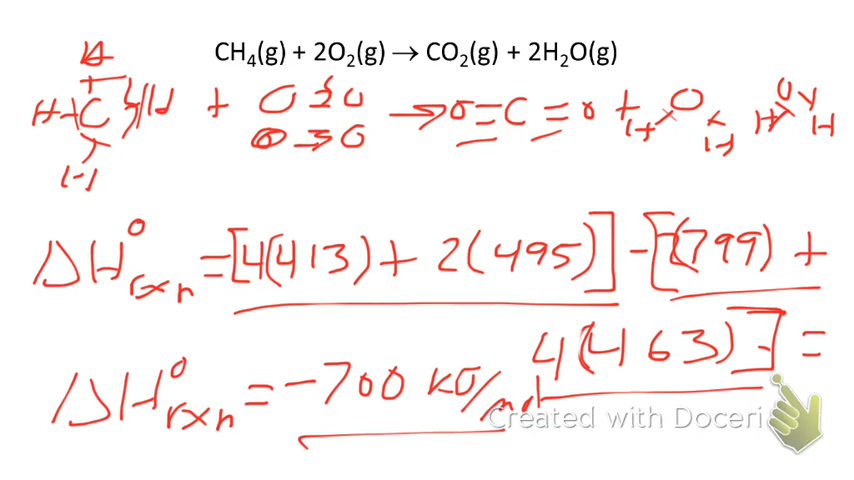 CH₄(g) + 2O₂(g) → CO₂(g) + 2H₂O(g)
H
H C H + O = O → O = C = O + H O H H O H
H O = O
ΔH°rxn = [4(413) + 2(495)] - [2(799) +
4(463)] =
ΔH°rxn = -700 kJ/mol
Created with Doceri